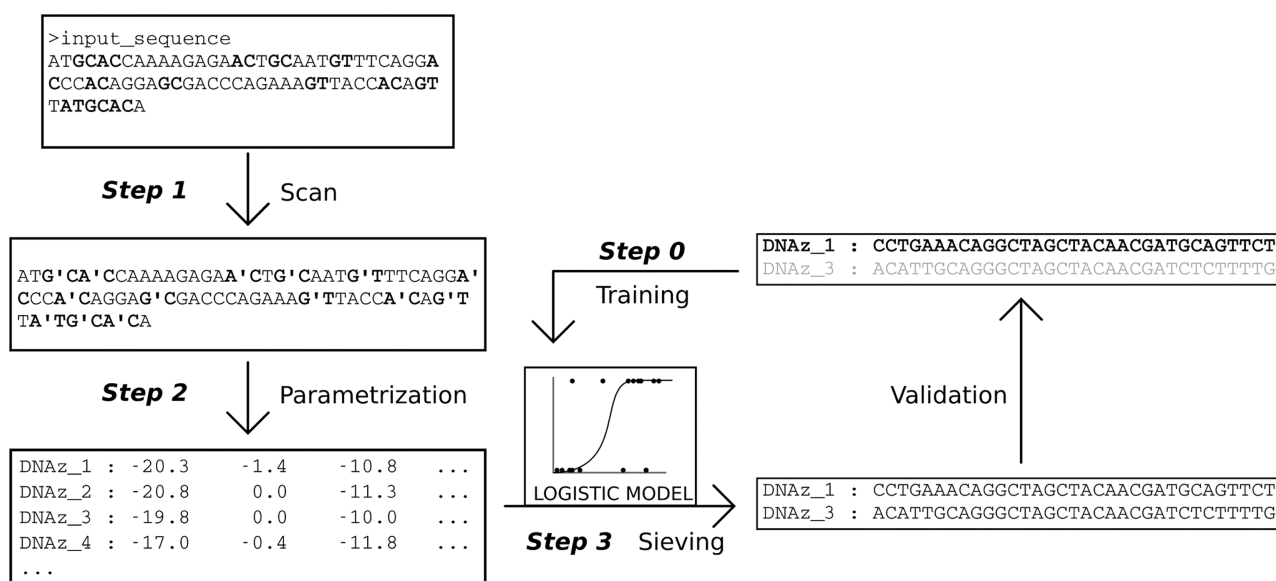 >input_sequence
ATGCACCAAAAGAGAACTGCAATGTTTCAGGA
CCCACAGGAGCGACCCAGAAAGTTACCACAGT
TATGCACA
Step 1
Scan
ATG'CA'CCAAAAGAGAA'CTG'CAATG'TTTCAGGA'
CCCA'CAGGAG'CGACCCAGAAAG'TTACCA'CAG'T
TA'TG'CA'CA
Step 2
Parametrization
DNAz_1 : -20.3 -1.4 -10.8 ...
DNAz_2 : -20.8 0.0 -11.3 ...
DNAz_3 : -19.8 0.0 -10.0 ...
DNAz_4 : -17.0 -0.4 -11.8 ...
...
Step 0
Training
LOGISTIC MODEL
Step 3 Sieving
DNAz_1 : CCTGAAACAGGCTAGCTACAACGATGCAGTTCT
DNAz_3 : ACATTGCAGGGCTAGCTACAACGATCTCTTTTG
Validation
DNAz_1 : CCTGAAACAGGCTAGCTACAACGATGCAGTTCT
DNAz_3 : ACATTGCAGGGCTAGCTACAACGATCTCTTTTG